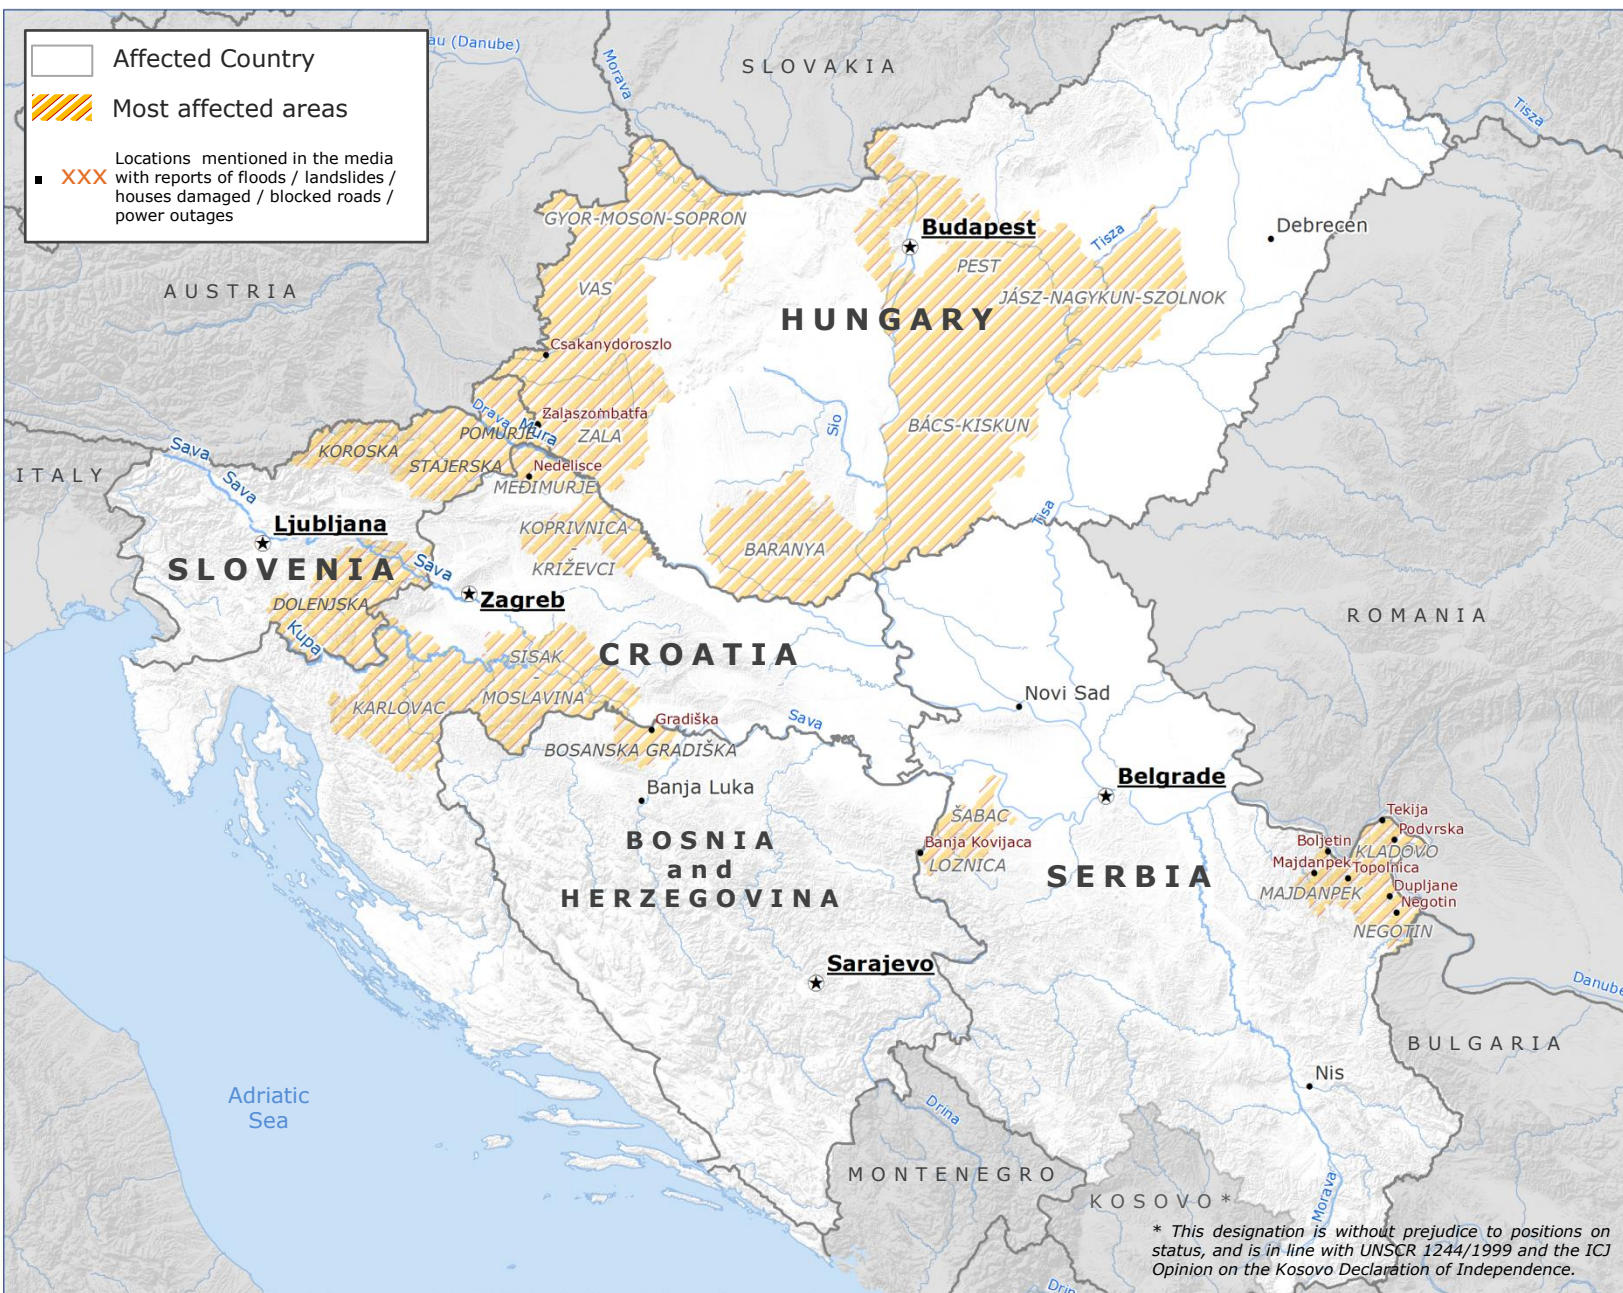 Affected Country
Most affected areas
XXX
Locations mentioned in the media
with reports of floods / landslides /
houses damaged / blocked roads /
power outages
au (Danube)
Morava
SLOVAKIA
Tisza
GYOR-MOSON-SOPRON
Budapest
Tisza
Debrecen
PEST
AUSTRIA
VAS
JÁSZ-NAGYKUN-SZOLNOK
HUNGARY
Csakanydoroszlo
Drava
Zalaszombatfa
Mura
POMURJE
ZALA
Sio
BÁCS-KISKUN
Sava
KOROSKA
STAJERSKA
Nedelisce
ITALY
Sava
MEĐIMURJE
Tisa
Ljubljana
KOPRIVNICA
-
KRIŽEVCI
BARANYA
SLOVENIA
Sava
DOLENJSKA
Zagreb
ROMANIA
Kupa
SISAK
-
MOSLAVINA
CROATIA
KARLOVAC
Novi Sad
Gradiška
Sava
BOSANSKA GRADIŠKA
Belgrade
Banja Luka
ŠABAC
Tekija
Podvrska
BOSNIA
and
HERZEGOVINA
Banja Kovijaca
LOZNICA
SERBIA
Boljetin
KLADOVO
Majdanpek
Topolnica
MAJDANPEK
Dupljane
Negotin
NEGOTIN
Sarajevo
Danube
BULGARIA
Nis
Adriatic
Sea
Drina
MONTENEGRO
KOSOVO*
Morava
* This designation is without prejudice to positions on
status, and is in line with UNSCR 1244/1999 and the ICJ
Opinion on the Kosovo Declaration of Independence.
Drin